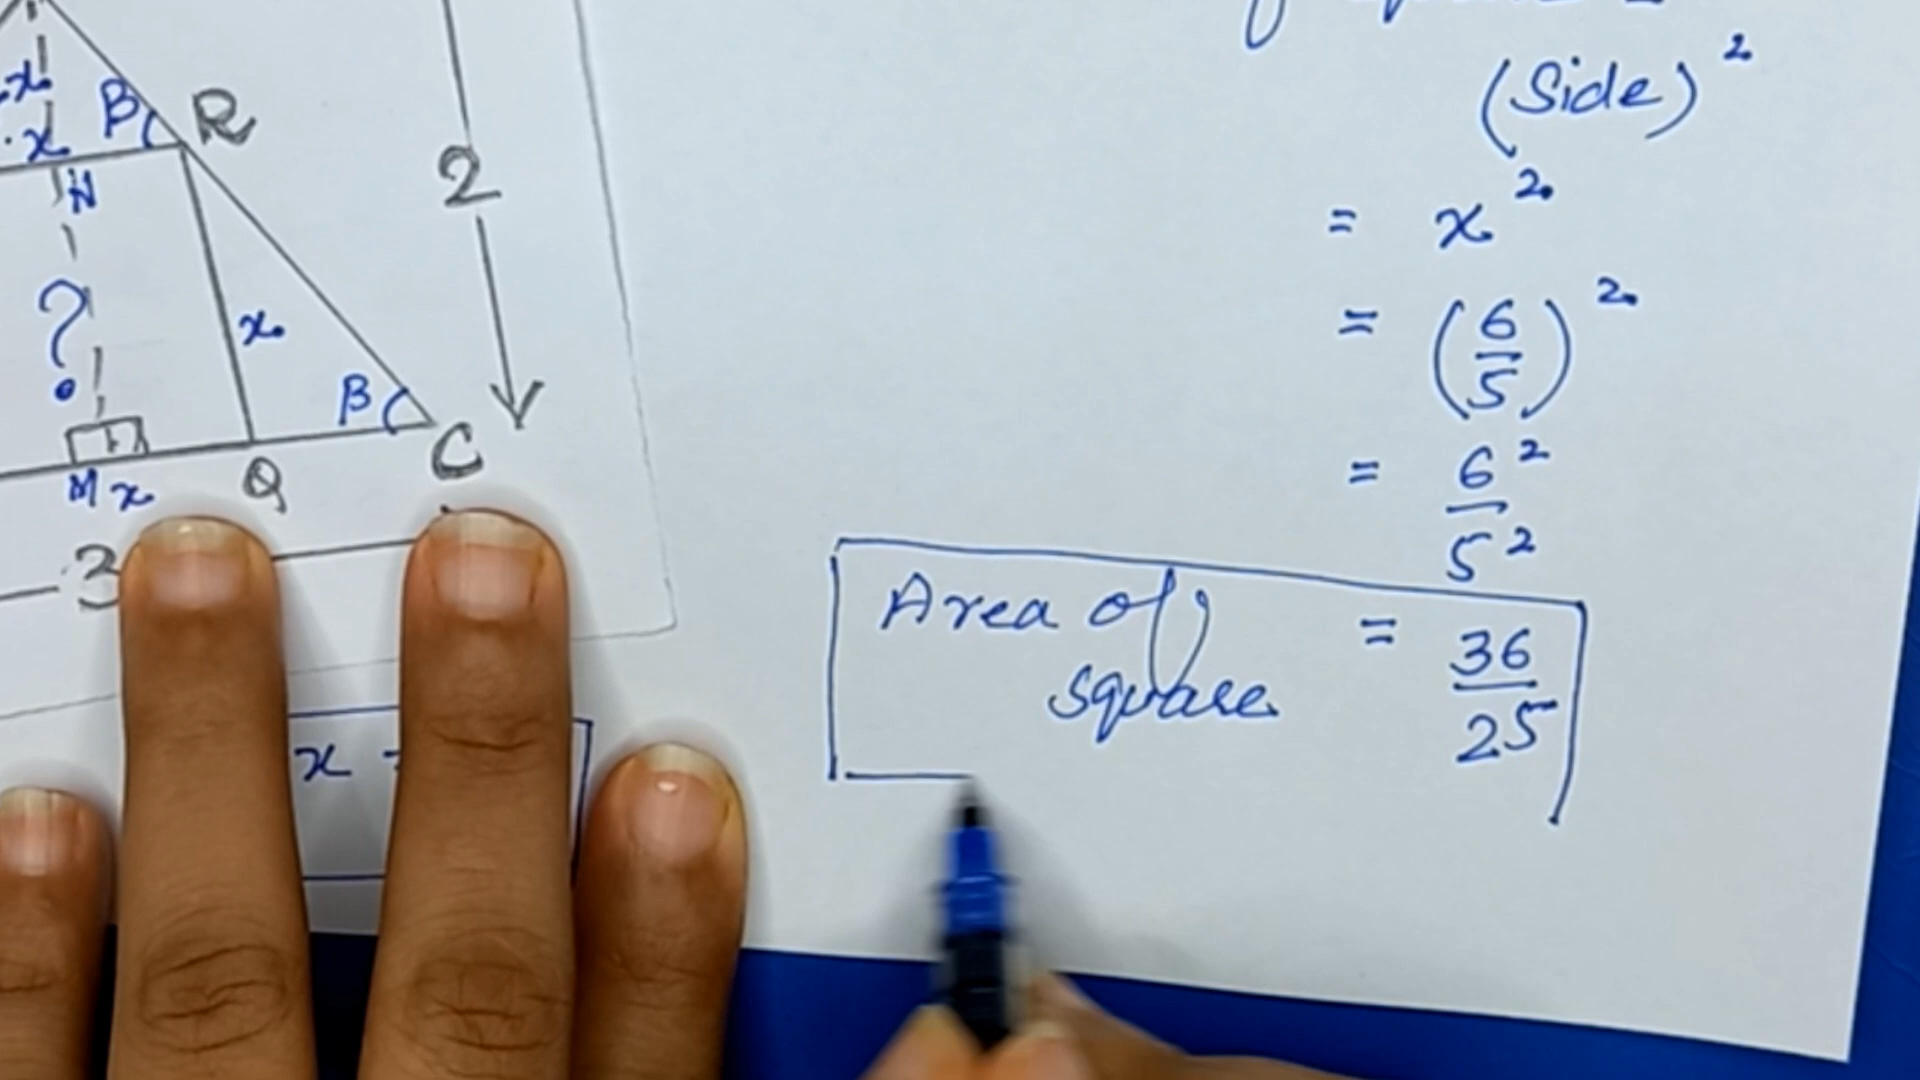 x
β
R
x
N
2
?
x
β
C
M x
Q
3
x
(Side)²
= x²
= (6/5)²
= 6²/5²
Area of square = 36/25